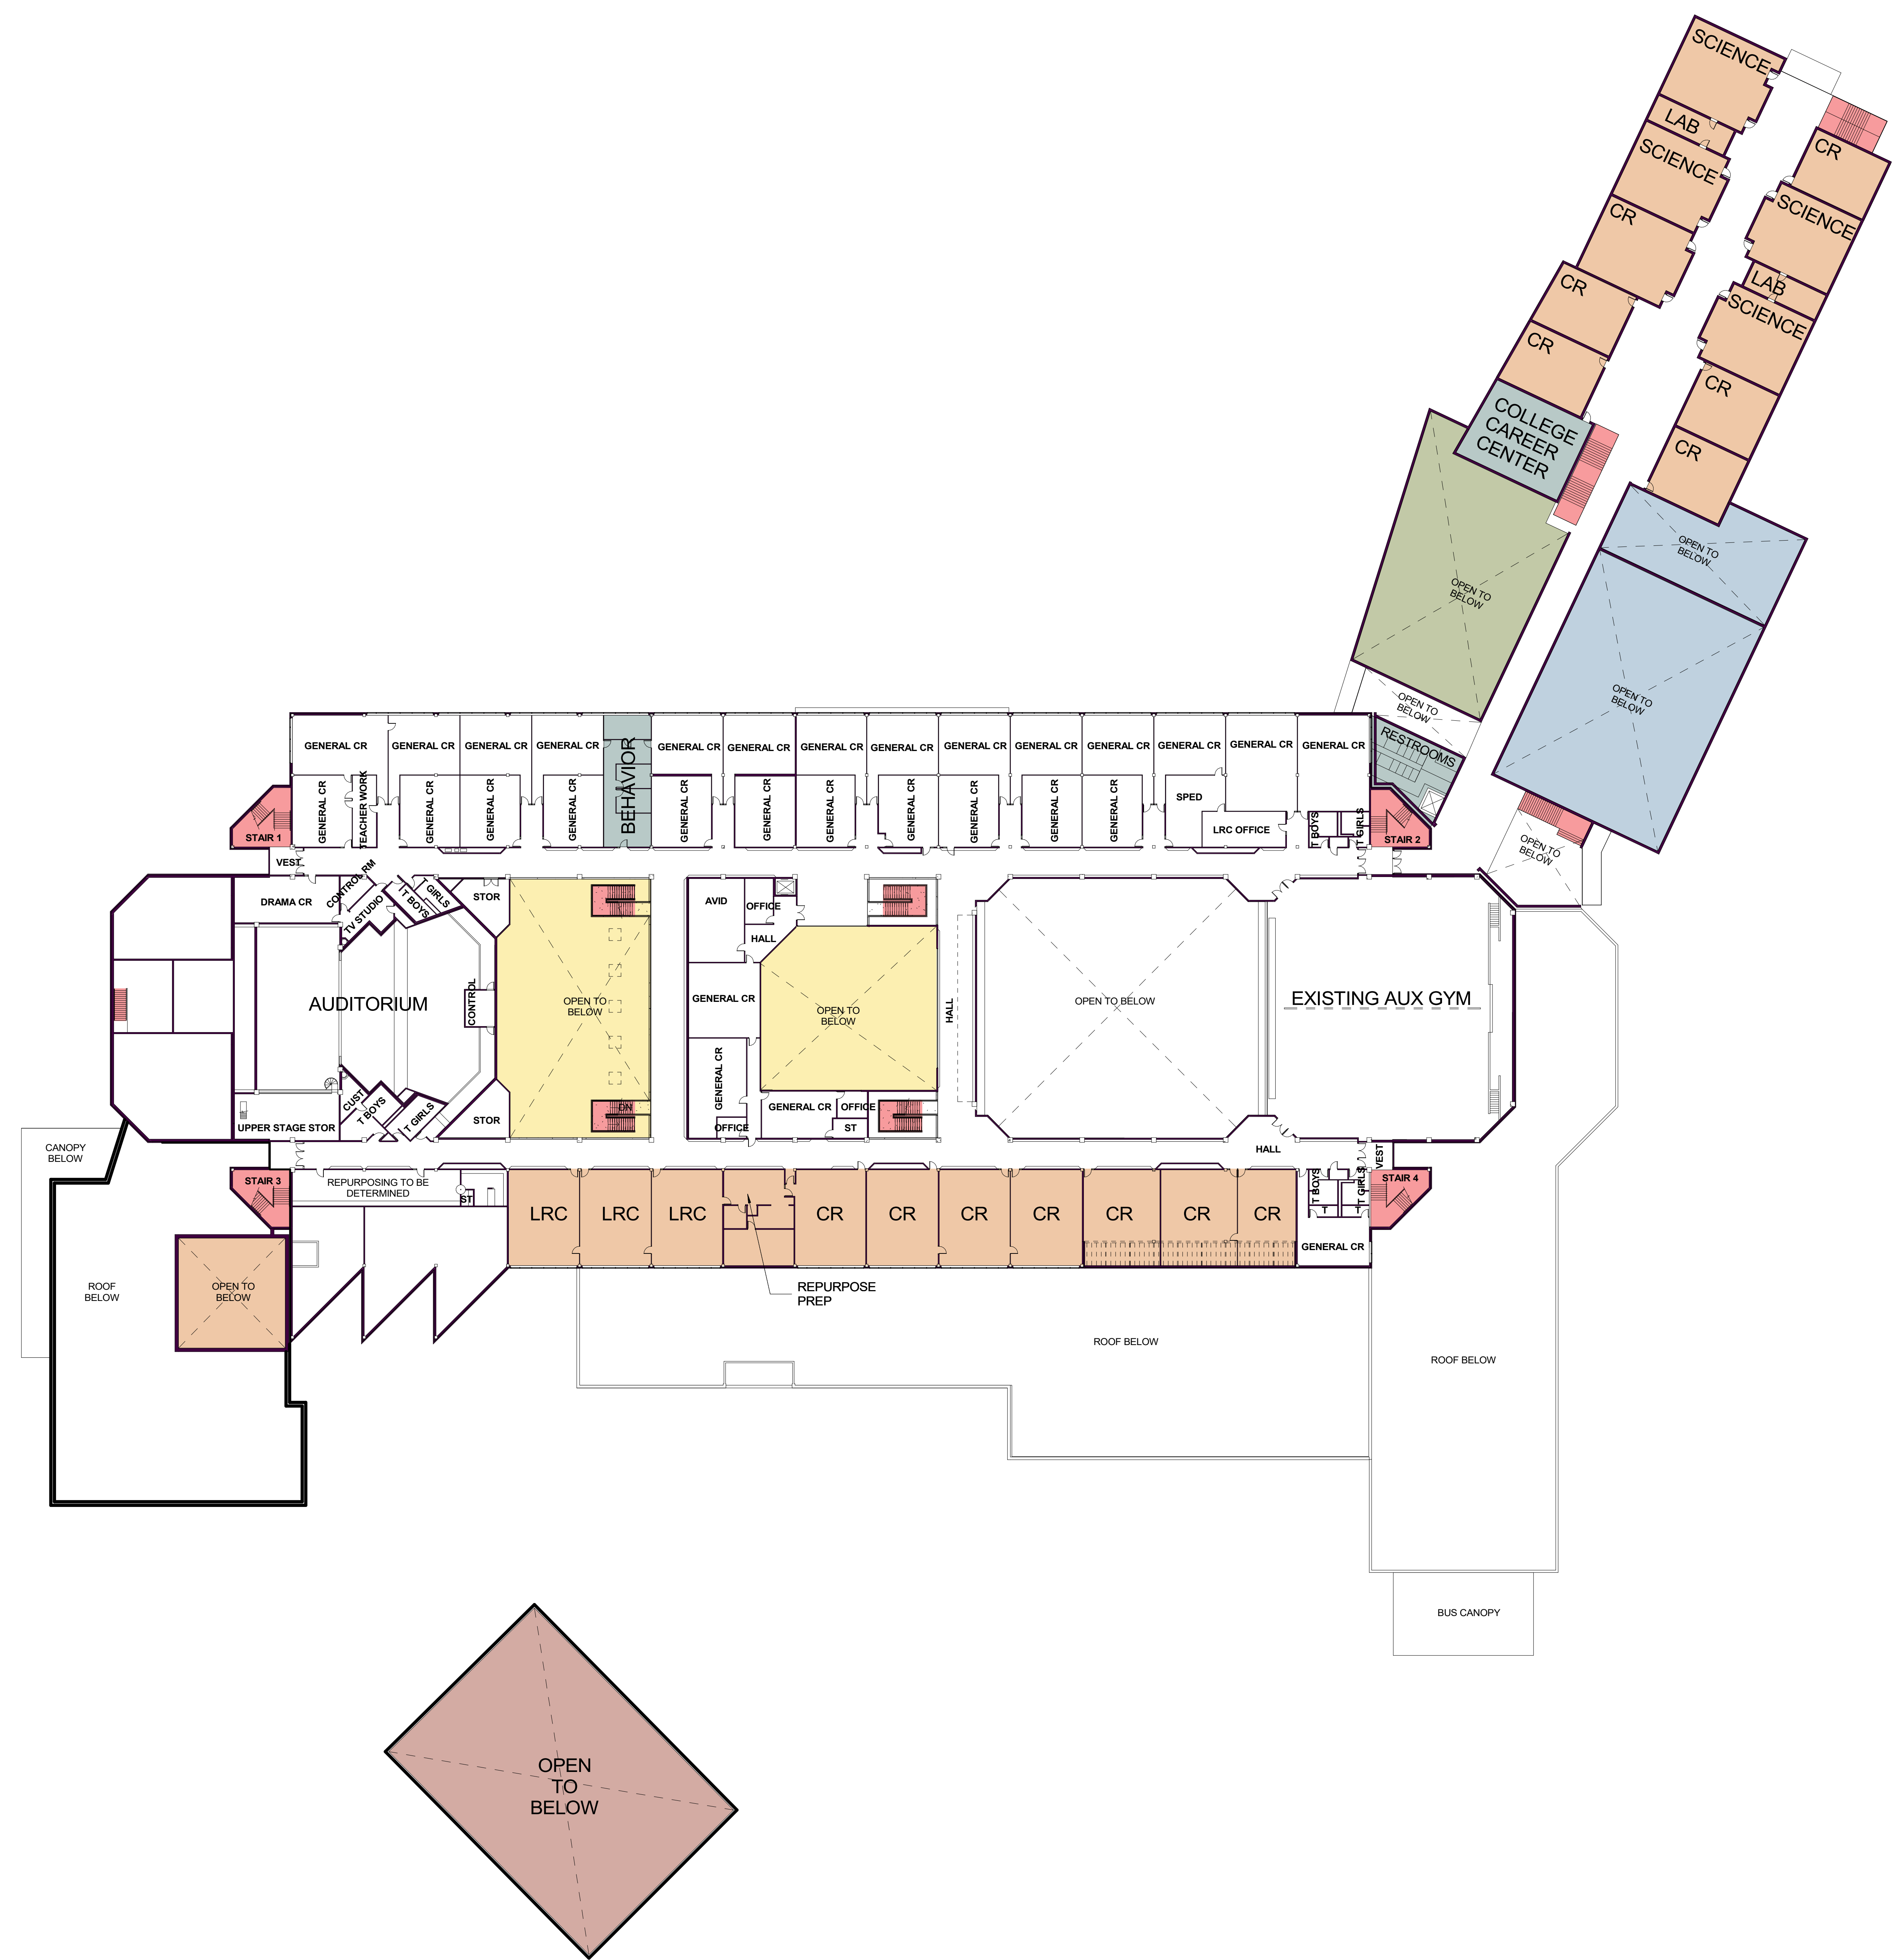 SCIENCE
LAB
SCIENCE
CR
CR
CR
COLLEGE
CAREER
CENTER
CR
SCIENCE
LAB
SCIENCE
CR
CR
OPEN TO
BELOW
OPEN TO
BELOW
OPEN TO
BELOW
OPEN TO
BELOW
RESTROOMS
OPEN TO
BELOW
GENERAL CR
GENERAL CR
GENERAL CR
GENERAL CR
BEHAVIOR
GENERAL CR
GENERAL CR
GENERAL CR
GENERAL CR
GENERAL CR
GENERAL CR
GENERAL CR
GENERAL CR
GENERAL CR
GENERAL CR
GENERAL CR
TEACHER WORK
GENERAL CR
GENERAL CR
GENERAL CR
GENERAL CR
GENERAL CR
GENERAL CR
GENERAL CR
GENERAL CR
GENERAL CR
GENERAL CR
SPED
LRC OFFICE
T BOYS
T GIRLS
STAIR 1
STAIR 2
VEST
DRAMA CR
CONTROL RM
TV STUDIO
T BOYS
T GIRLS
STOR
AVID
OFFICE
HALL
AUDITORIUM
CONTROL
OPEN TO
BELOW
GENERAL CR
OPEN TO
BELOW
HALL
OPEN TO BELOW
EXISTING AUX GYM
GENERAL CR
GENERAL CR
OFFICE
OFFICE
ST
DN
CUST
T BOYS
T GIRLS
STOR
UPPER STAGE STOR
CANOPY
BELOW
HALL
VEST
STAIR 3
REPURPOSING TO BE
DETERMINED
ST
LRC
LRC
LRC
CR
CR
CR
CR
CR
CR
CR
T BOYS
T GIRLS
T
STAIR 4
GENERAL CR
ROOF
BELOW
OPEN TO
BELOW
REPURPOSE
PREP
ROOF BELOW
ROOF BELOW
BUS CANOPY
OPEN
TO
BELOW